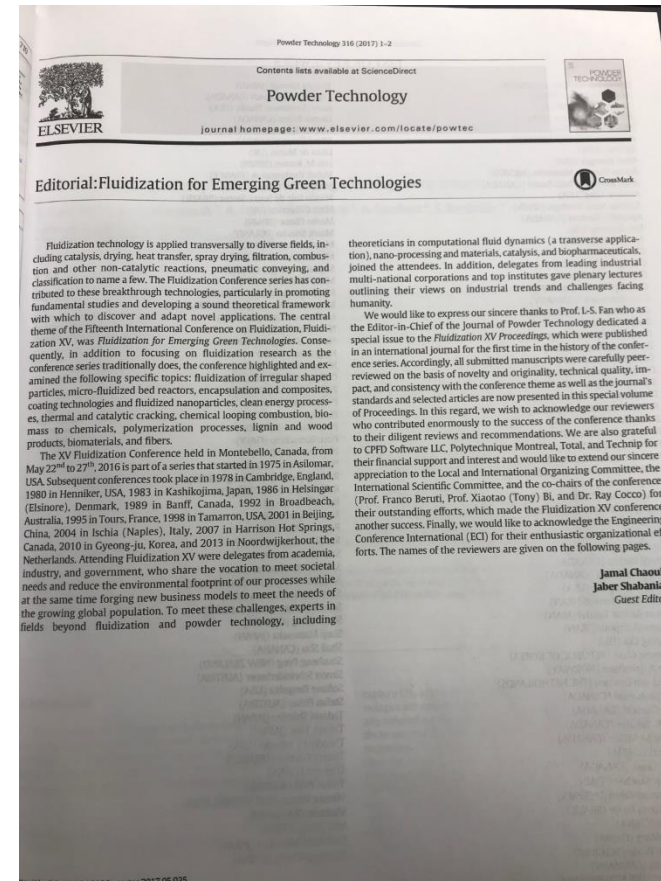 Powder Technology 316 (2017) 1–2
Contents lists available at ScienceDirect
Powder Technology
journal homepage: www.elsevier.com/locate/powtec
ELSEVIER
POWDER
TECHNOLOGY
Editorial:Fluidization for Emerging Green Technologies
CrossMark
Fluidization technology is applied transversally to diverse fields, in-
cluding catalysis, drying, heat transfer, spray drying, filtration, combus-
tion and other non-catalytic reactions, pneumatic conveying, and
classification to name a few. The Fluidization Conference series has con-
tributed to these breakthrough technologies, particularly in promoting
fundamental studies and developing a sound theoretical framework
with which to discover and adapt novel applications. The central
theme of the Fifteenth International Conference on Fluidization, Fluidi-
zation XV, was Fluidization for Emerging Green Technologies. Conse-
quently, in addition to focusing on fluidization research as the
conference series traditionally does, the conference highlighted and ex-
amined the following specific topics: fluidization of irregular shaped
particles, micro-fluidized bed reactors, encapsulation and composites,
coating technologies and fluidized nanoparticles, clean energy process-
es, thermal and catalytic cracking, chemical looping combustion, bio-
mass to chemicals, polymerization processes, lignin and wood
products, biomaterials, and fibers.
The XV Fluidization Conference held in Montebello, Canada, from
May 22nd to 27th, 2016 is part of a series that started in 1975 in Asilomar,
USA. Subsequent conferences took place in 1978 in Cambridge, England,
1980 in Henniker, USA, 1983 in Kashikojima, Japan, 1986 in Helsingør
(Elsinore), Denmark, 1989 in Banff, Canada, 1992 in Broadbeach,
Australia, 1995 in Tours, France, 1998 in Tamarron, USA, 2001 in Beijing,
China, 2004 in Ischia (Naples), Italy, 2007 in Harrison Hot Springs,
Canada, 2010 in Gyeong-ju, Korea, and 2013 in Noordwijkerhout, the
Netherlands. Attending Fluidization XV were delegates from academia,
industry, and government, who share the vocation to meet societal
needs and reduce the environmental footprint of our processes while
at the same time forging new business models to meet the needs of
the growing global population. To meet these challenges, experts in
fields beyond fluidization and powder technology, including
theoreticians in computational fluid dynamics (a transverse applica-
tion), nano-processing and materials, catalysis, and biopharmaceuticals,
joined the attendees. In addition, delegates from leading industrial
multi-national corporations and top institutes gave plenary lectures
outlining their views on industrial trends and challenges facing
humanity.
We would like to express our sincere thanks to Prof. L-S. Fan who as
the Editor-in-Chief of the Journal of Powder Technology dedicated a
special issue to the Fluidization XV Proceedings, which were published
in an international journal for the first time in the history of the confer-
ence series. Accordingly, all submitted manuscripts were carefully peer-
reviewed on the basis of novelty and originality, technical quality, im-
pact, and consistency with the conference theme as well as the journal's
standards and selected articles are now presented in this special volume
of Proceedings. In this regard, we wish to acknowledge our reviewers
who contributed enormously to the success of the conference thanks
to their diligent reviews and recommendations. We are also grateful
to CPFD Software LLC, Polytechnique Montreal, Total, and Technip for
their financial support and interest and would like to extend our sincere
appreciation to the Local and International Organizing Committee, the
International Scientific Committee, and the co-chairs of the conference
(Prof. Franco Beruti, Prof. Xiaotao (Tony) Bi, and Dr. Ray Cocco) for
their outstanding efforts, which made the Fluidization XV conference
another success. Finally, we would like to acknowledge the Engineering
Conference International (ECI) for their enthusiastic organizational ef
forts. The names of the reviewers are given on the following pages.
Jamal Chaou
Jaber Shabania
Guest Edito